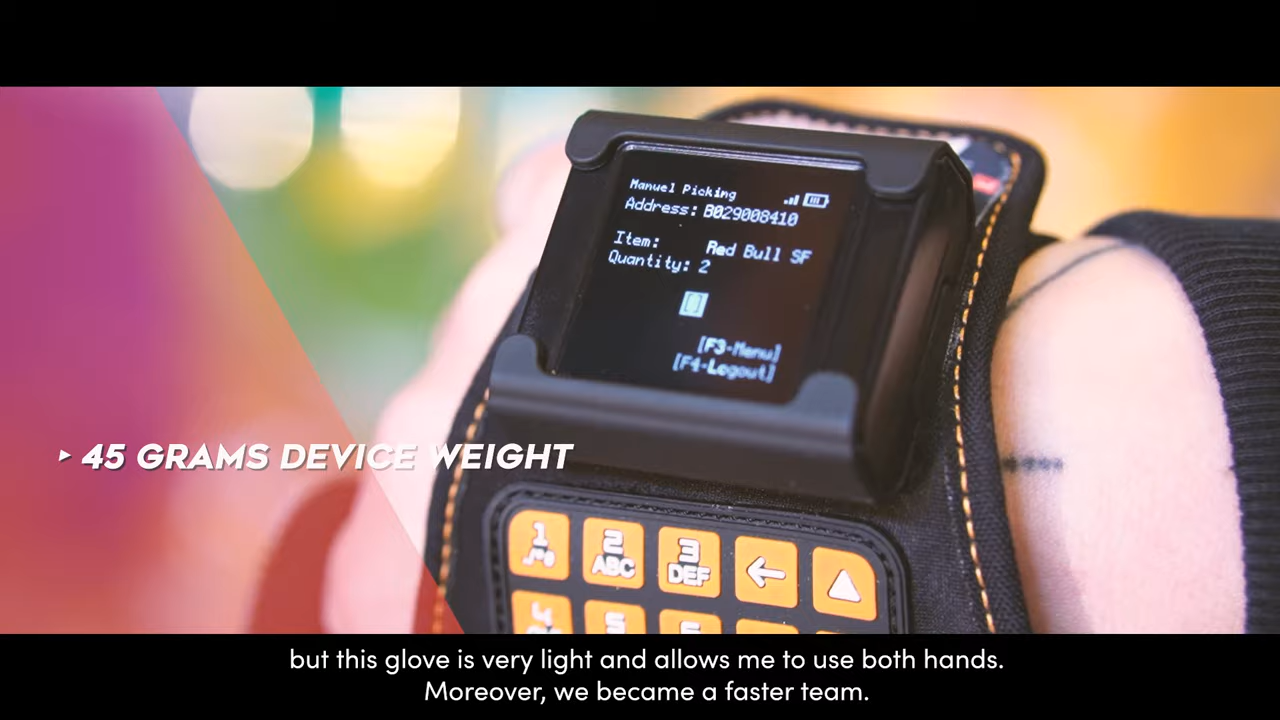 Manuel Picking
Address: B029008410
Item: Red Bull SF
Quantity: 2
[F3-Menu]
[F4-Logout]
45 GRAMS DEVICE WEIGHT
1
2 ABC
3 DEF
but this glove is very light and allows me to use both hands.
Moreover, we became a faster team.